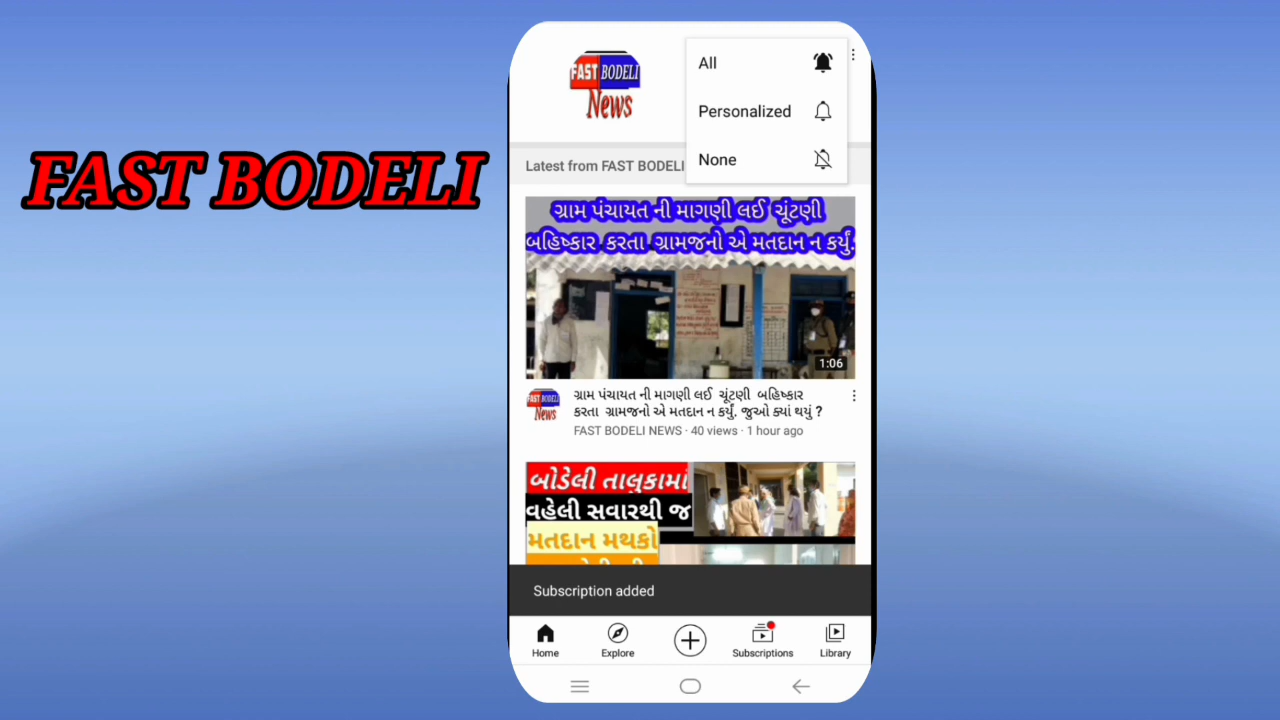 FAST BODELI
FAST BODELI
News
All
Personalized
None
Latest from FAST BODELI
ગ્રામ પંચાયત ની માગણી લઈ ચૂંટણી
બહિષ્કાર કરતા ગ્રામજનો એ મતદાન ન કર્યું.
1:06
FAST BODELI
News
ગ્રામ પંચાયત ની માગણી લઈ ચૂંટણી બહિષ્કાર
કરતા ગ્રામજનો એ મતદાન ન કર્યું. જુઓ ક્યાં થયું ?
FAST BODELI NEWS · 40 views · 1 hour ago
બોડેલી તાલુકામાં
વહેલી સવારથી જ
મતદાન મથકો
Subscription added
Home
Explore
Subscriptions
Library